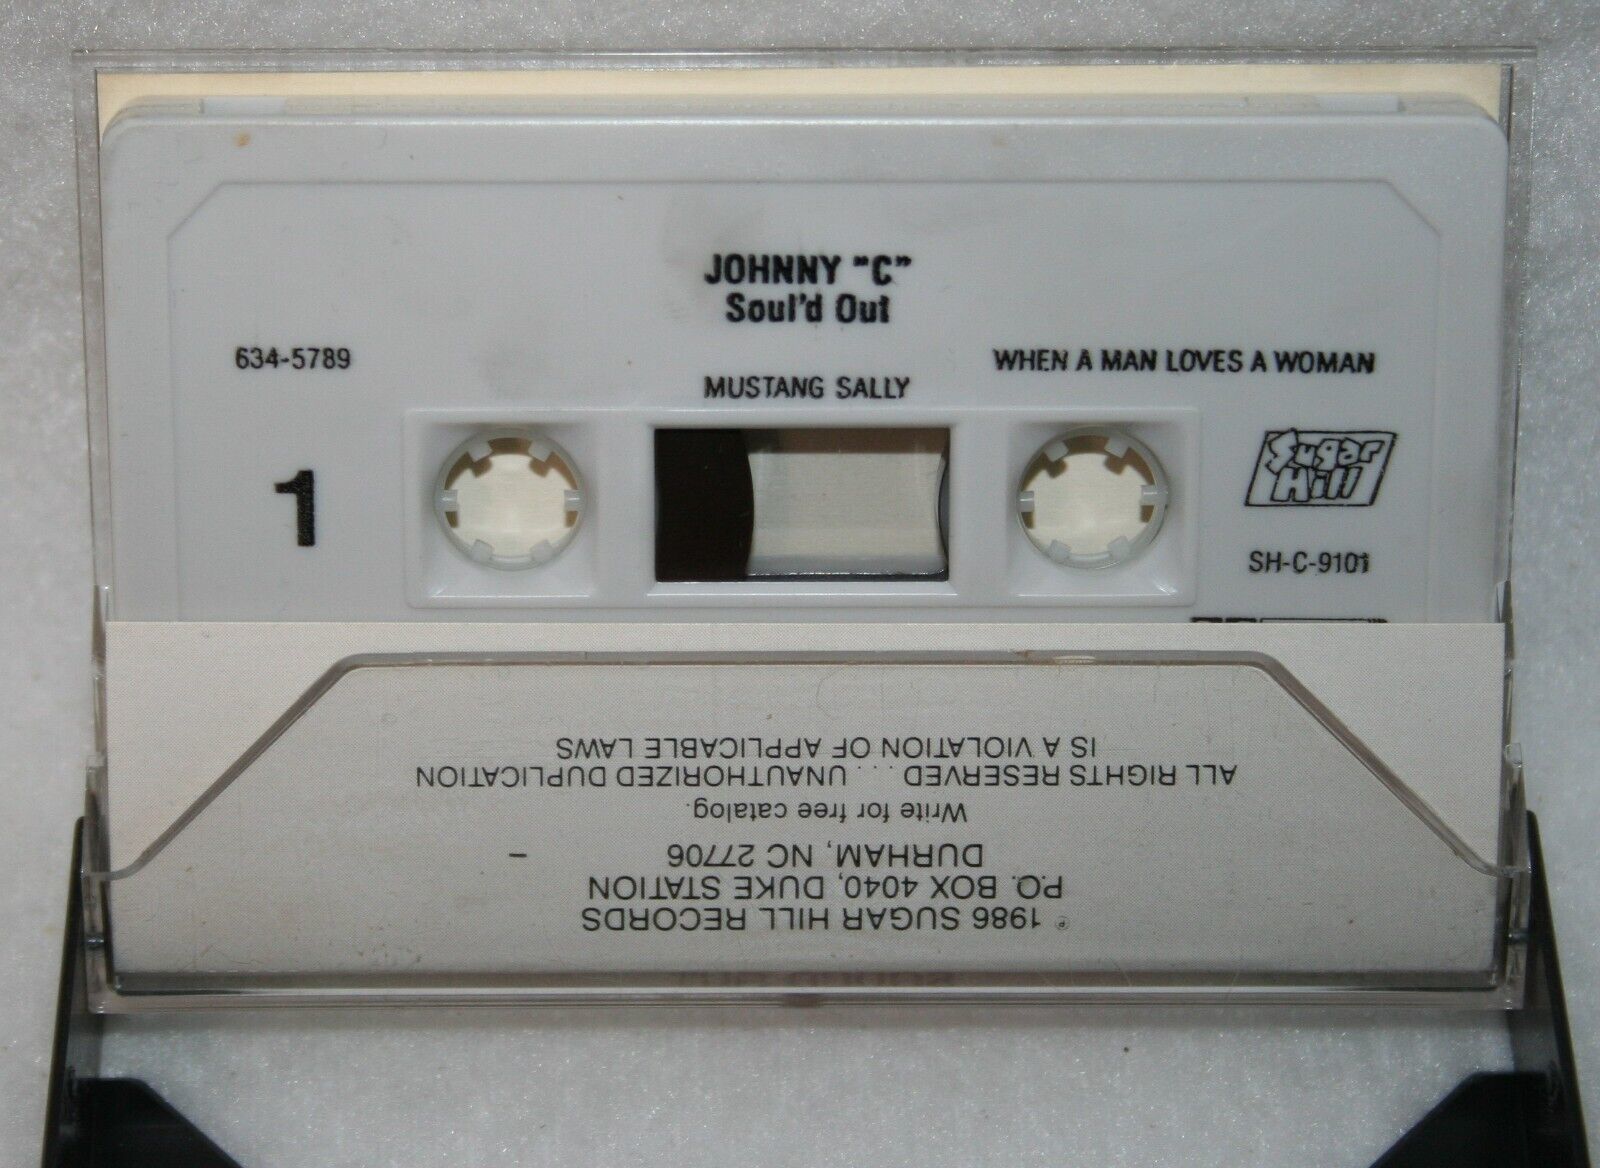 JOHNNY "C"
Soul'd Out
634-5789
MUSTANG SALLY
WHEN A MAN LOVES A WOMAN
1
Sugar
Hill
SH-C-9101
℗ 1986 SUGAR HILL RECORDS
P.O. BOX 4040, DUKE STATION
DURHAM, NC 27706
Write for free catalog.
ALL RIGHTS RESERVED . . . UNAUTHORIZED DUPLICATION
IS A VIOLATION OF APPLICABLE LAWS